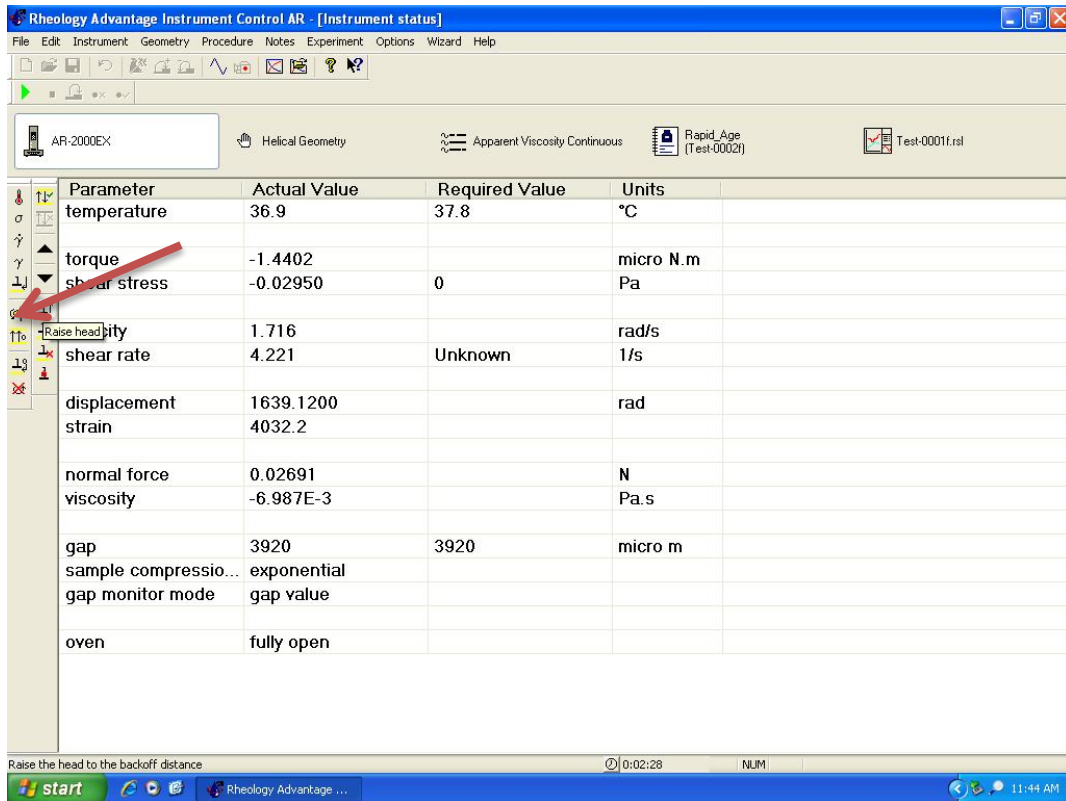 Rheology Advantage Instrument Control AR - [Instrument status]
File Edit Instrument Geometry Procedure Notes Experiment Options Wizard Help
AR-2000EX Helical Geometry Apparent Viscosity Continuous Rapid_Age (Test-0002f) Test-0001f.rsl
Parameter Actual Value Required Value Units
temperature 36.9 37.8 °C
torque -1.4402 micro N.m
shear stress -0.02950 0 Pa
Raise head
1.716 rad/s
shear rate 4.221 Unknown 1/s
displacement 1639.1200 rad
strain 4032.2
normal force 0.02691 N
viscosity -6.987E-3 Pa.s
gap 3920 3920 micro m
sample compressio... exponential
gap monitor mode gap value
oven fully open
Raise the head to the backoff distance 0:02:28 NUM
start Rheology Advantage ... 11:44 AM